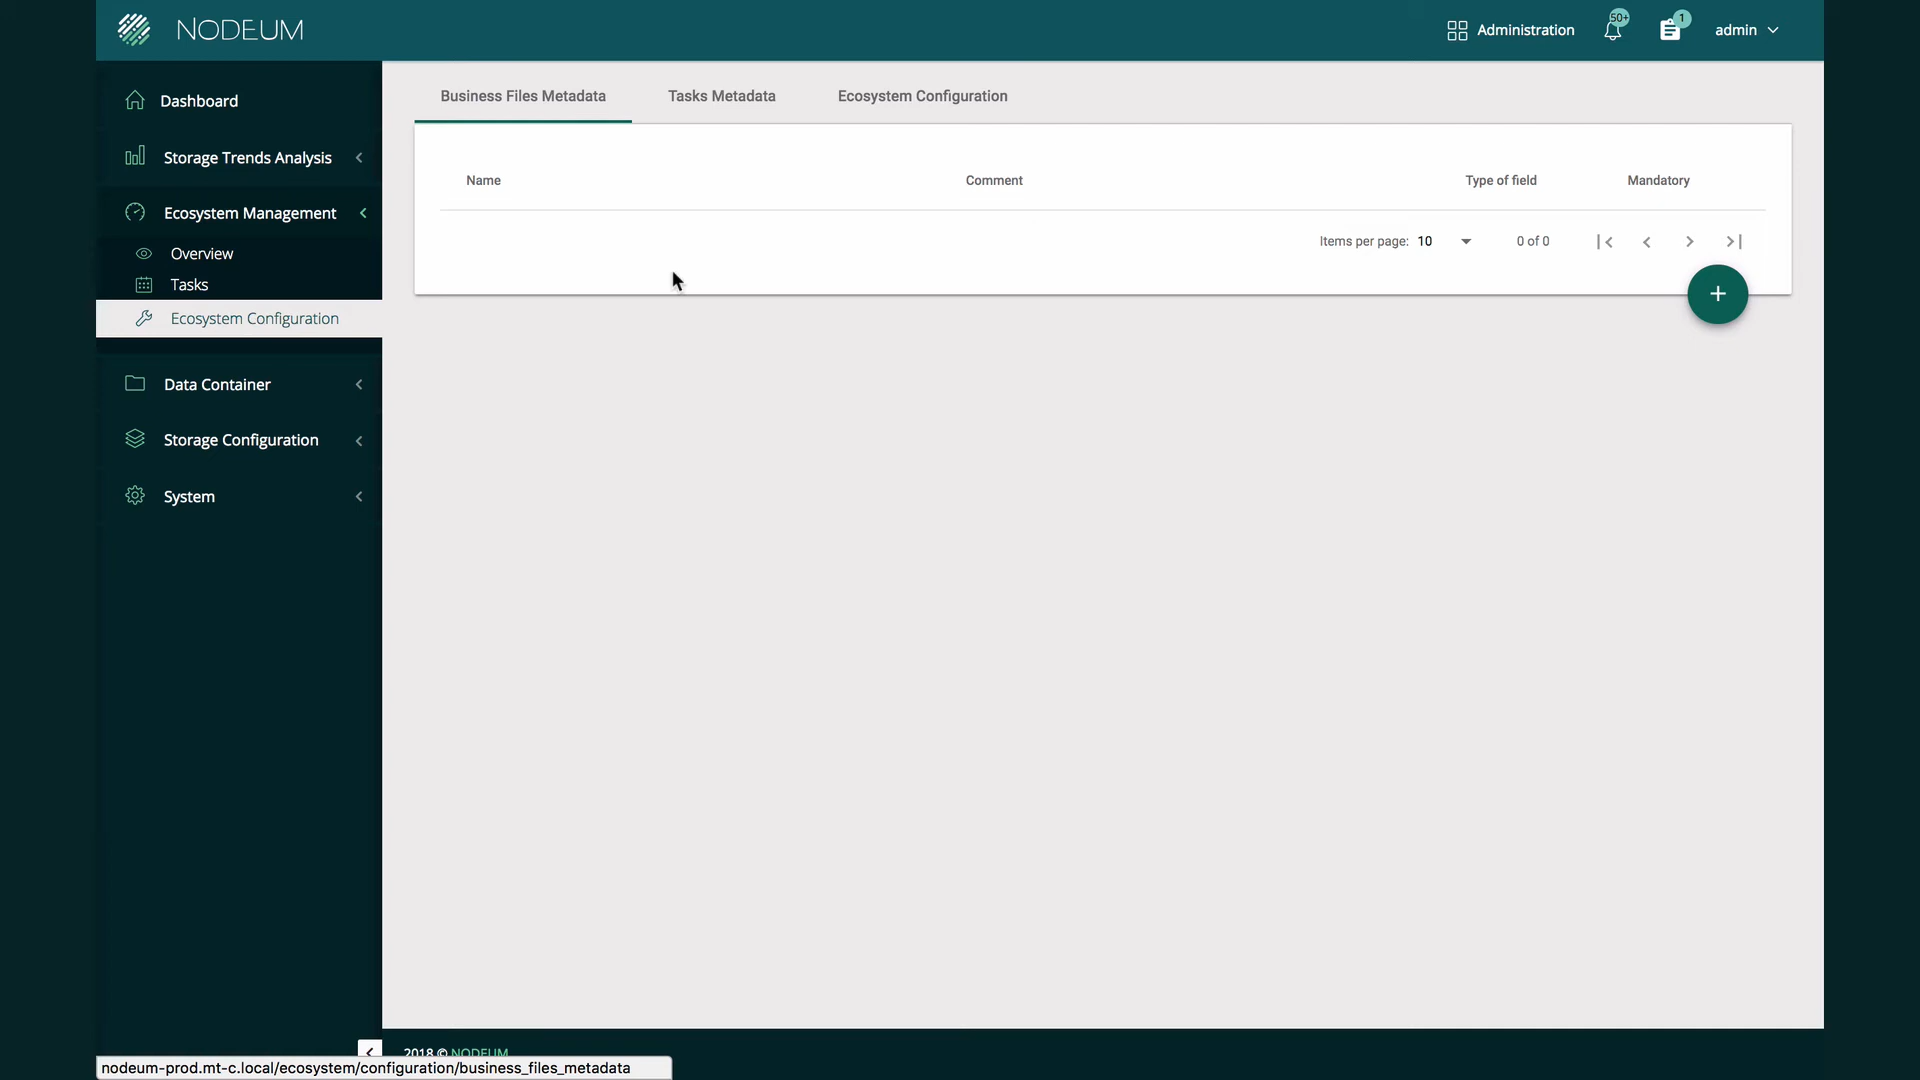 NODEUM
Administration
50+
1
admin
Dashboard
Storage Trends Analysis
Ecosystem Management
Overview
Tasks
Ecosystem Configuration
Data Container
Storage Configuration
System
Business Files Metadata
Tasks Metadata
Ecosystem Configuration
Name
Comment
Type of field
Mandatory
Items per page: 10
0 of 0
2018 © NODEUM
nodeum-prod.mt-c.local/ecosystem/configuration/business_files_metadata